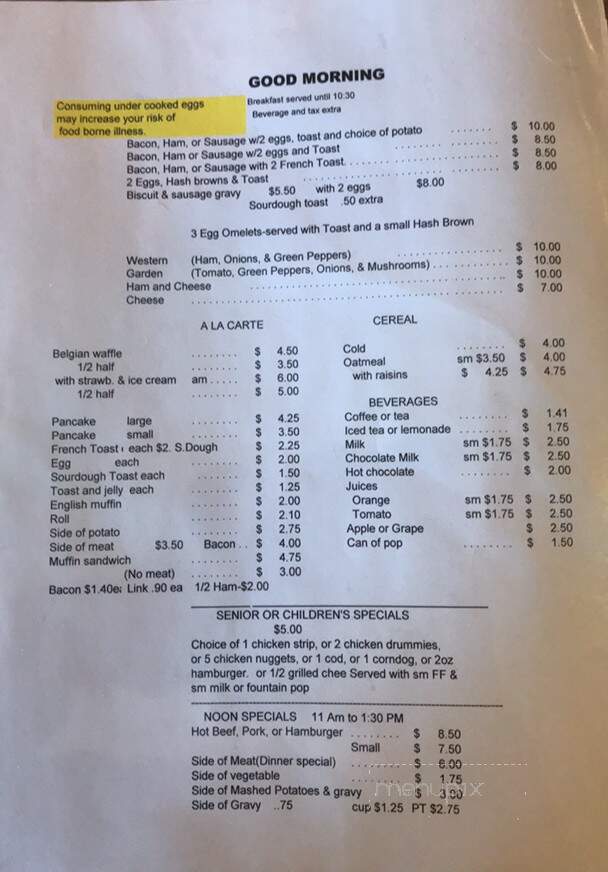 GOOD MORNING
Breakfast served until 10:30
Beverage and tax extra
Consuming under cooked eggs
may increase your risk of
food borne illness.
Bacon, Ham, or Sausage w/2 eggs, toast and choice of potato ....... $ 10.00
Bacon, Ham or Sausage w/2 eggs and Toast ....... $ 8.50
Bacon, Ham, or Sausage with 2 French Toast. ....... $ 8.50
2 Eggs, Hash browns & Toast ....... $ 8.00
Biscuit & sausage gravy $5.50 with 2 eggs $8.00
Sourdough toast .50 extra
3 Egg Omelets-served with Toast and a small Hash Brown
Western (Ham, Onions, & Green Peppers) ....... $ 10.00
Garden (Tomato, Green Peppers, Onions, & Mushrooms) ....... $ 10.00
Ham and Cheese ....... $ 10.00
Cheese ....... $ 7.00
A LA CARTE
Belgian waffle ........ $ 4.50
1/2 half ........ $ 3.50
with strawb. & ice cream am ..... $ 6.00
1/2 half ........ $ 5.00
Pancake large ........ $ 4.25
Pancake small ........ $ 3.50
French Toast each $2. S.Dough $ 2.25
Egg each ........ $ 2.00
Sourdough Toast each ........ $ 1.50
Toast and jelly each ........ $ 1.25
English muffin ........ $ 2.00
Roll ........ $ 2.10
Side of potato ........ $ 2.75
Side of meat $3.50 Bacon .. $ 4.00
Muffin sandwich ........ $ 4.75
(No meat) ........ $ 3.00
Bacon $1.40e: Link .90 ea 1/2 Ham-$2.00
CEREAL
Cold ........ $ 4.00
Oatmeal sm $3.50 $ 4.00
with raisins $ 4.25 $ 4.75
BEVERAGES
Coffee or tea ........ $ 1.41
Iced tea or lemonade ........ $ 1.75
Milk sm $1.75 $ 2.50
Chocolate Milk sm $1.75 $ 2.50
Hot chocolate ........ $ 2.00
Juices
Orange sm $1.75 $ 2.50
Tomato sm $1.75 $ 2.50
Apple or Grape $ 2.50
Can of pop ........ $ 1.50
SENIOR OR CHILDREN'S SPECIALS
$5.00
Choice of 1 chicken strip, or 2 chicken drummies,
or 5 chicken nuggets, or 1 cod, or 1 corndog, or 2oz
hamburger. or 1/2 grilled chee Served with sm FF &
sm milk or fountain pop
NOON SPECIALS 11 Am to 1:30 PM
Hot Beef, Pork, or Hamburger ........ $ 8.50
Small $ 7.50
Side of Meat(Dinner special) ........ $ 6.00
Side of vegetable ........ $ 1.75
Side of Mashed Potatoes & gravy $
Side of Gravy ..75 cup $1.25 PT $2.75
menupix